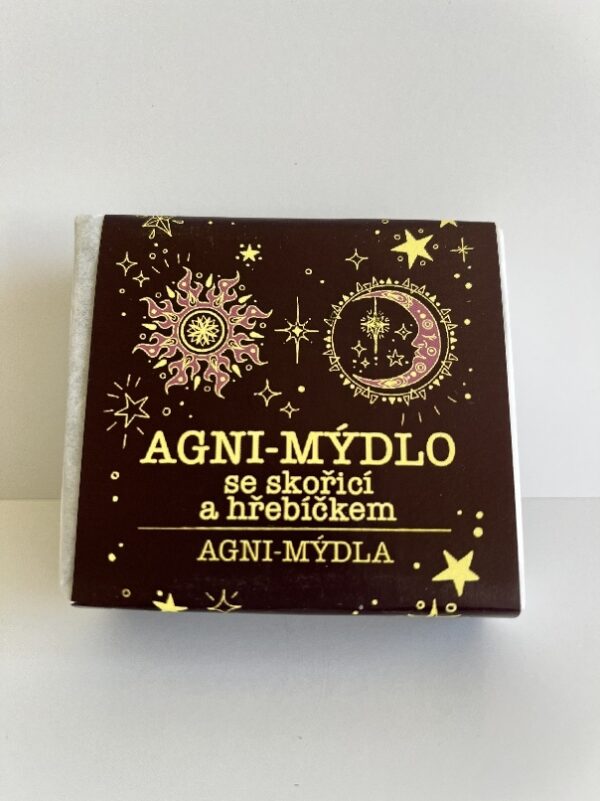 AGNI-MÝDLO
se skořicí
a hřebíčkem
AGNI-MÝDLA